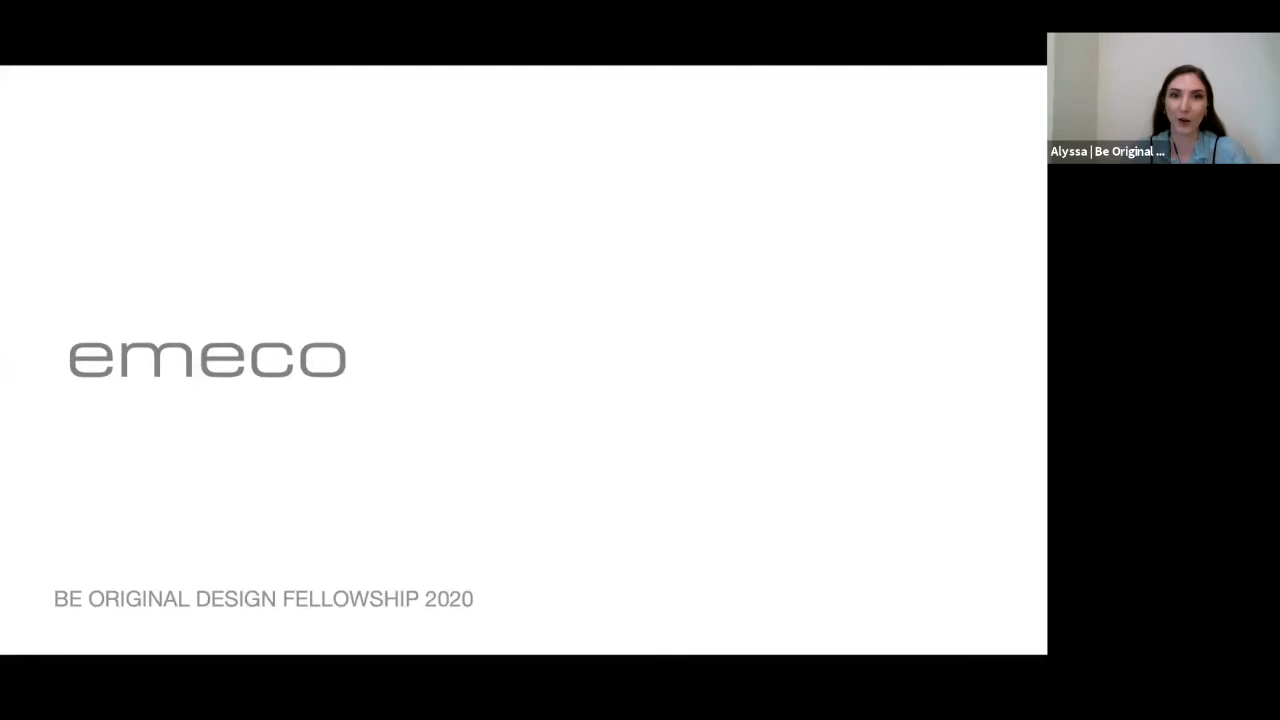 Alyssa | Be Original ...
emeco
BE ORIGINAL DESIGN FELLOWSHIP 2020